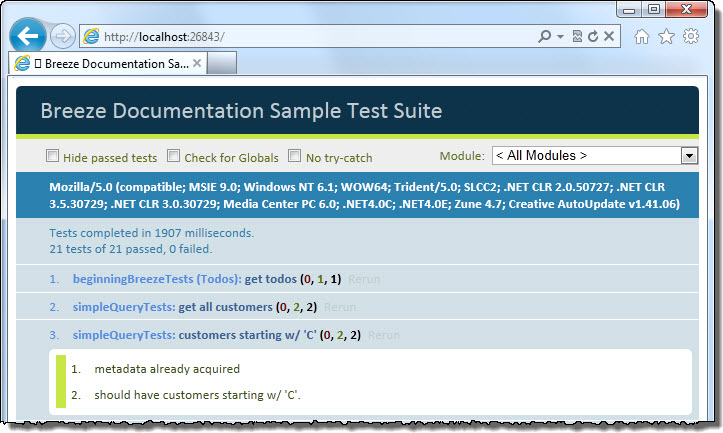 http://localhost:26843/
Breeze Documentation Sa...
Breeze Documentation Sample Test Suite
Hide passed tests Check for Globals No try-catch Module: < All Modules >
Mozilla/5.0 (compatible; MSIE 9.0; Windows NT 6.1; WOW64; Trident/5.0; SLCC2; .NET CLR 2.0.50727; .NET CLR
3.5.30729; .NET CLR 3.0.30729; Media Center PC 6.0; .NET4.0C; .NET4.0E; Zune 4.7; Creative AutoUpdate v1.41.06)
Tests completed in 1907 milliseconds.
21 tests of 21 passed, 0 failed.
1. beginningBreezeTests (Todos): get todos (0, 1, 1) Rerun
2. simpleQueryTests: get all customers (0, 2, 2) Rerun
3. simpleQueryTests: customers starting w/ 'C' (0, 2, 2) Rerun
1. metadata already acquired
2. should have customers starting w/ 'C'.